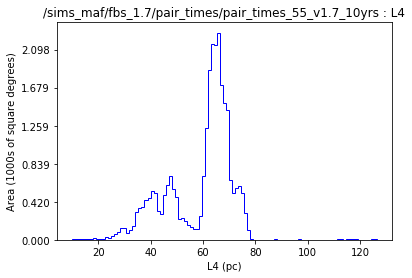 /sims_maf/fbs_1.7/pair_times/pair_times_55_v1.7_10yrs : L4
2.098
1.679
1.259
0.839
0.420
0.000
Area (1000s of square degrees)
20 40 60 80 100 120
L4 (pc)